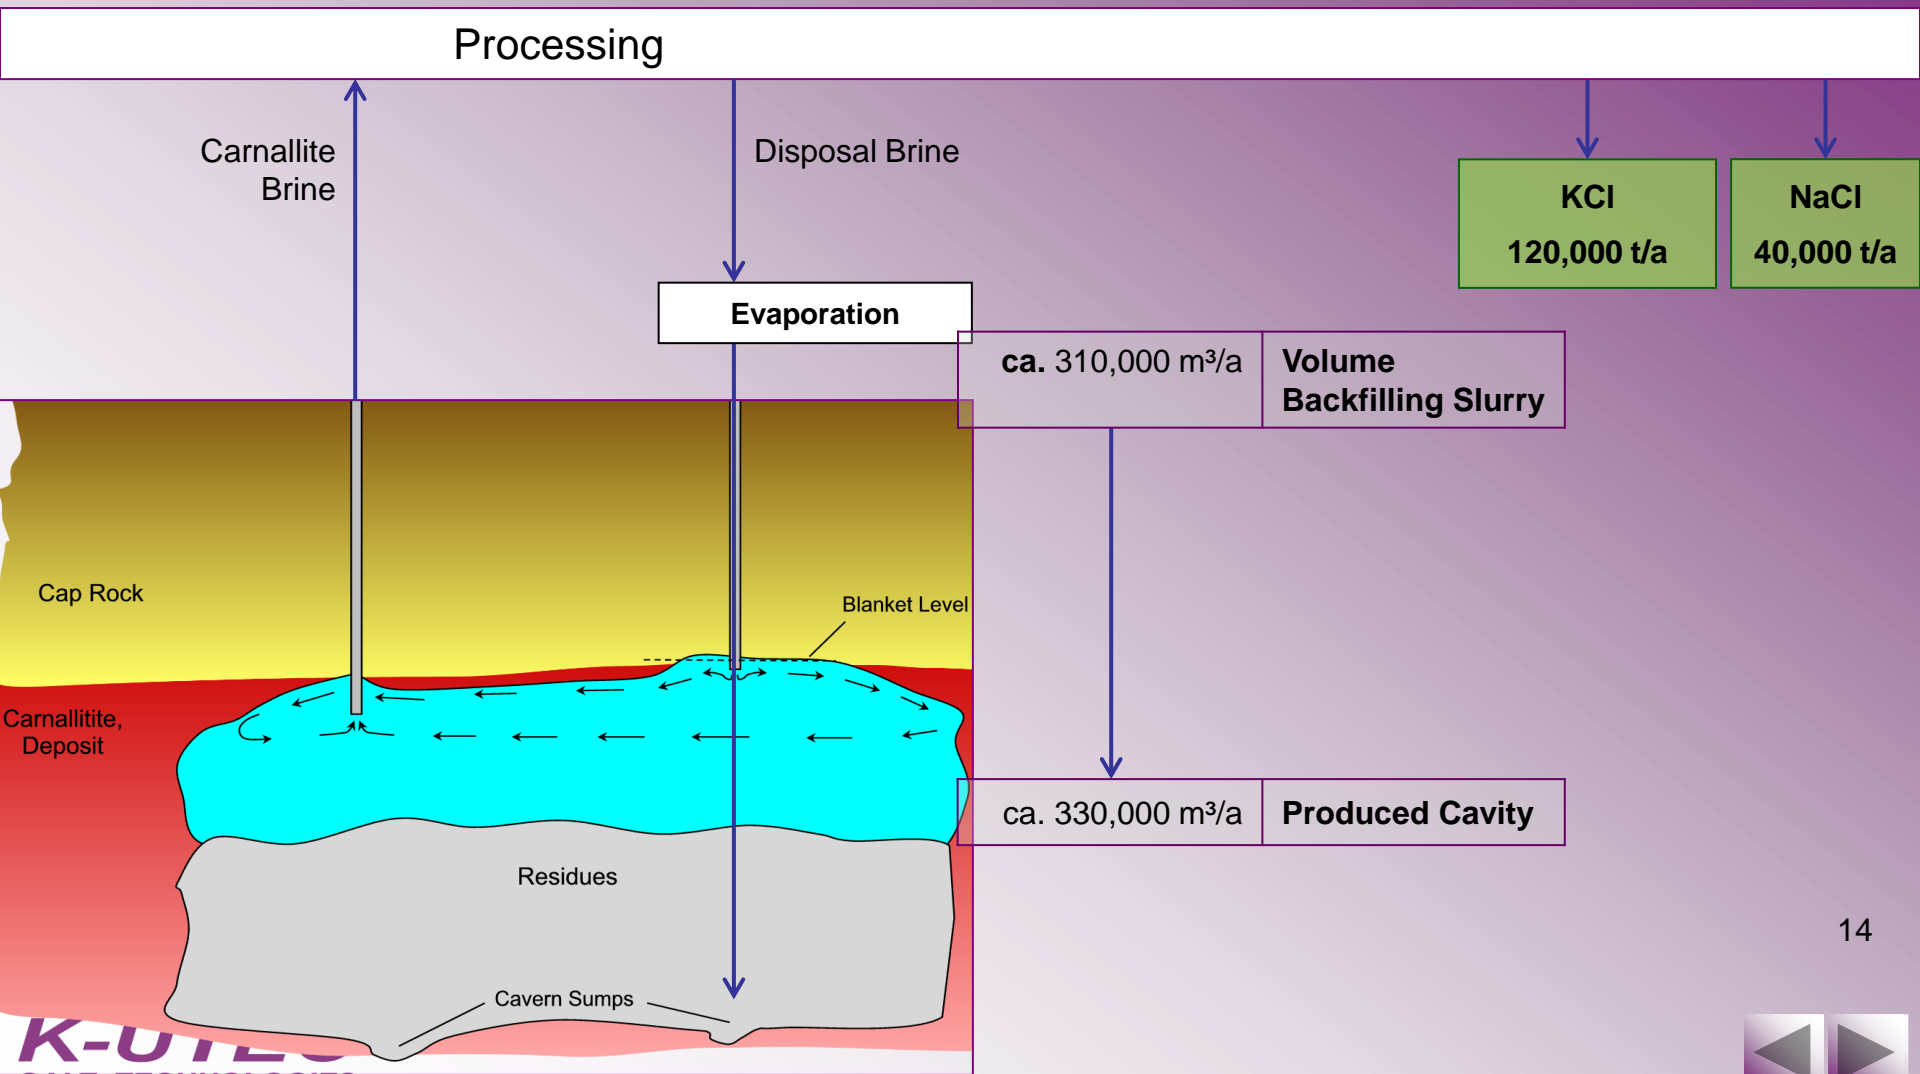 Processing
Carnallite
Brine
Disposal Brine
KCl
120,000 t/a
NaCl
40,000 t/a
Evaporation
ca. 310,000 m³/a
Volume
Backfilling Slurry
Cap Rock
Blanket Level
Carnallitite,
Deposit
ca. 330,000 m³/a
Produced Cavity
Residues
14
Cavern Sumps
K-UTEC